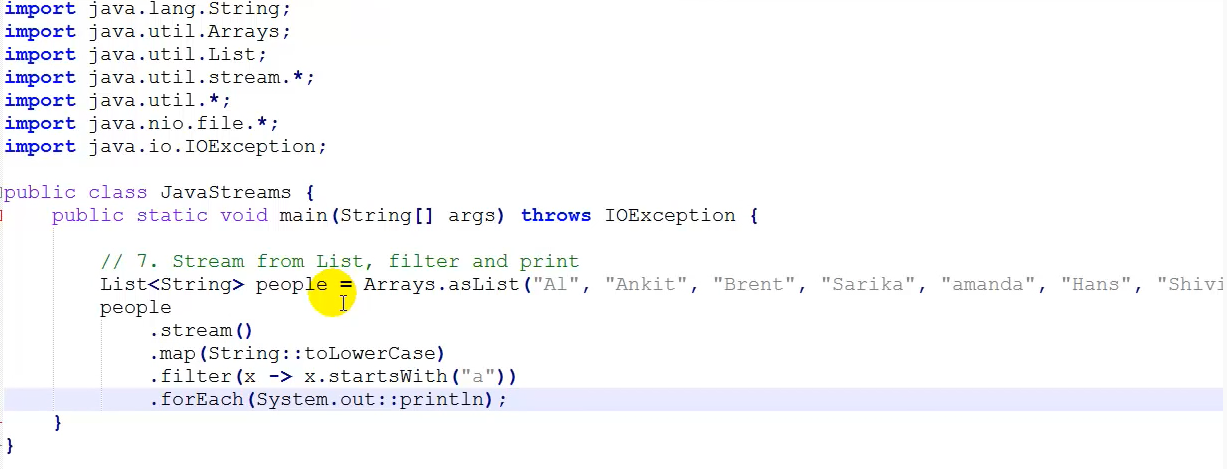 import java.lang.String;
import java.util.Arrays;
import java.util.List;
import java.util.stream.*;
import java.util.*;
import java.nio.file.*;
import java.io.IOException;
public class JavaStreams {
public static void main(String[] args) throws IOException {
// 7. Stream from List, filter and print
List<String> people = Arrays.asList("Al", "Ankit", "Brent", "Sarika", "amanda", "Hans", "Shivi
people
.stream()
.map(String::toLowerCase)
.filter(x -> x.startsWith("a"))
.forEach(System.out::println);
}
}